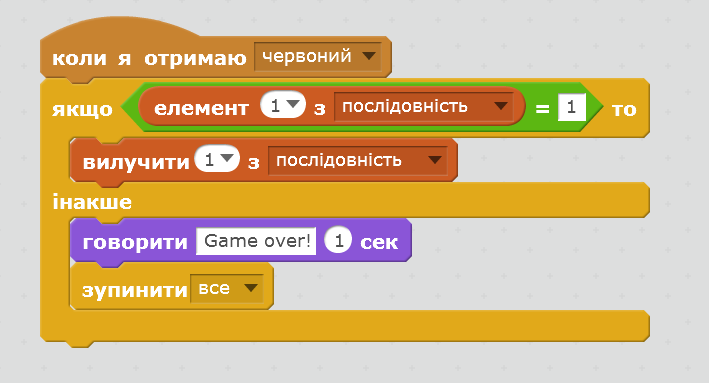 коли я отримаю червоний
якщо елемент 1 з послідовність = 1 то
вилучити 1 з послідовність
інакше
говорити Game over! 1 сек
зупинити все